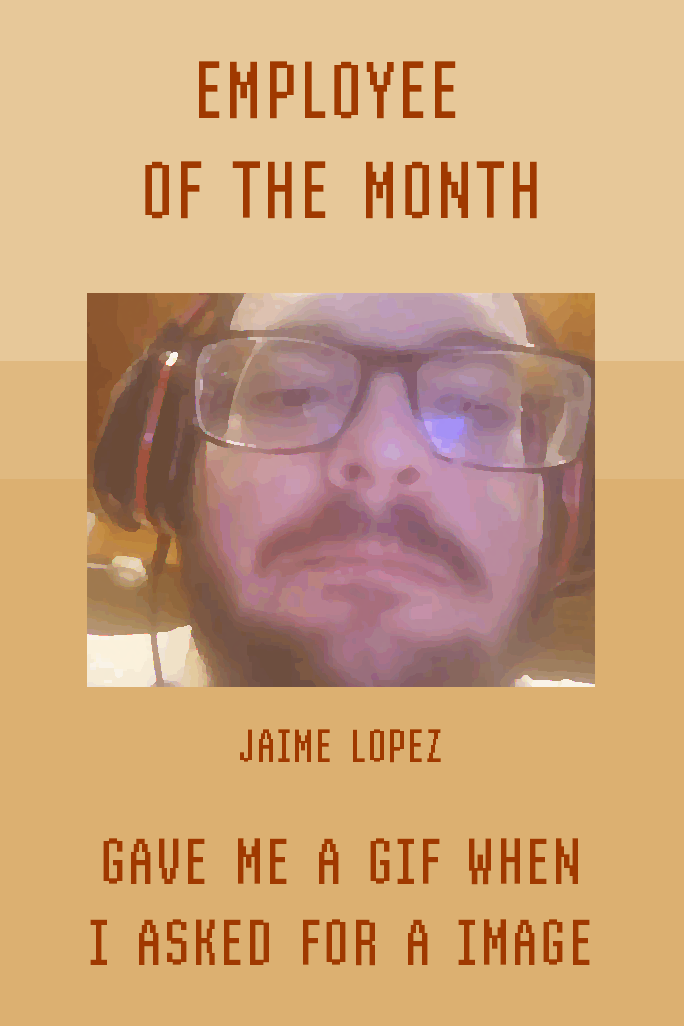 EMPLOYEE
OF THE MONTH
JAIME LOPEZ
GAVE ME A GIF WHEN
I ASKED FOR A IMAGE